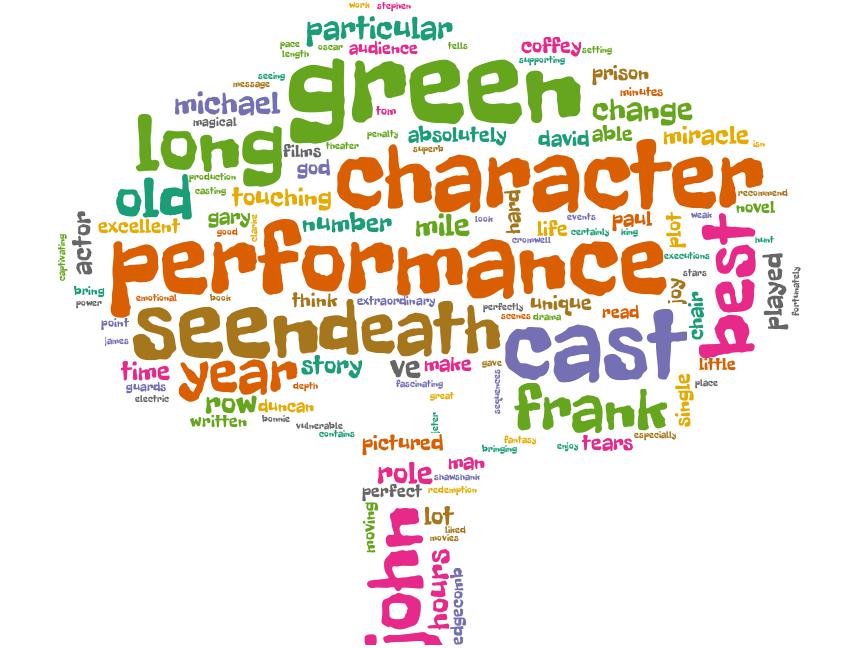 work stephen
particular
pace oscar audience tells coffey setting
length supporting
seeing green prison
message minutes
michael tom change
magical
long penalty absolutely david able miracle isn
films theater superb
god character
production
old casting touching hard recommend
novel
actor gary number mile look life events paul plot weak best
excellent good clarke certainly king hunt
captivating cromwell
performance executions played
stars fortunately
bring emotional book think extraordinary perfectly unique joy chair
power scenes drama read
point seen death cast
james
time year story ve make gave little
guards depth fascinating sequences place
electric great single
row duncan frank
written bonnie vulnerable jeter
contains especially
pictured fantasy tears
bringing enjoy
role man
shawshank
perfect redemption
moving john lot
liked
movies
hours edgecomb